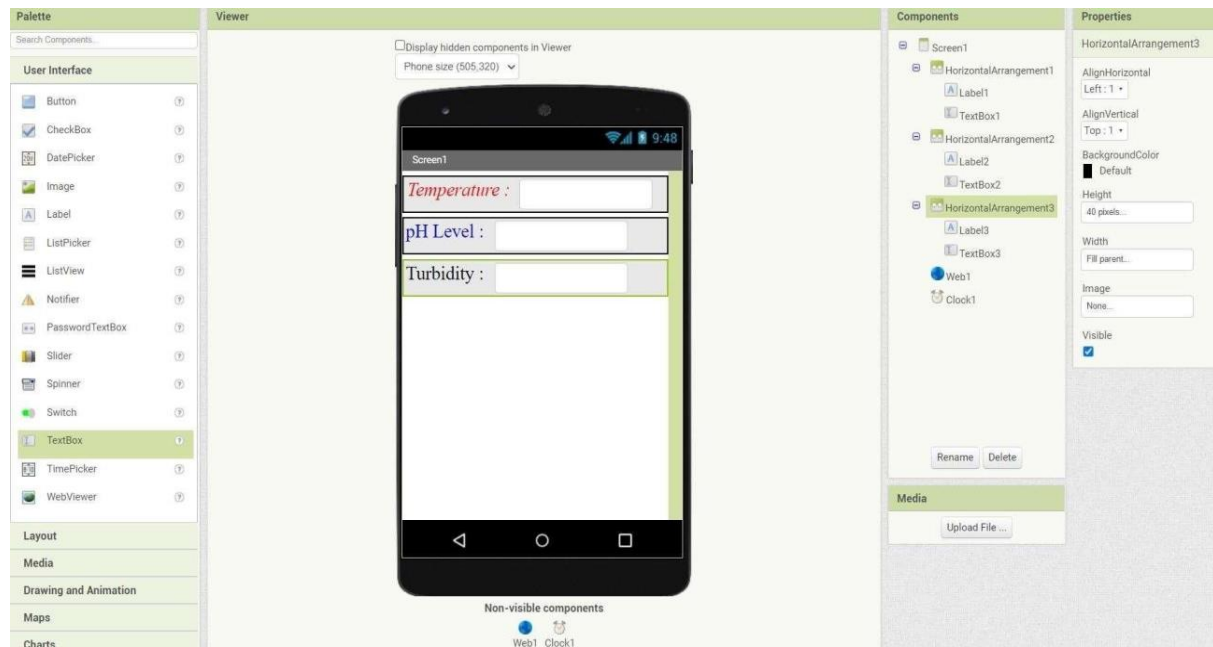 Palette
Search Components...
User Interface
Button
CheckBox
DatePicker
Image
Label
ListPicker
ListView
Notifier
PasswordTextBox
Slider
Spinner
Switch
TextBox
TimePicker
WebViewer
Layout
Media
Drawing and Animation
Maps
Charts
Viewer
Display hidden components in Viewer
Phone size (505,320)
9:48
Screen1
Temperature :
pH Level :
Turbidity :
Non-visible components
Web1 Clock1
Components
Screen1
HorizontalArrangement1
Label1
TextBox1
HorizontalArrangement2
Label2
TextBox2
HorizontalArrangement3
Label3
TextBox3
Web1
Clock1
Rename Delete
Media
Upload File ...
Properties
HorizontalArrangement3
AlignHorizontal
Left : 1
AlignVertical
Top : 1
BackgroundColor
Default
Height
40 pixels...
Width
Fill parent...
Image
None...
Visible